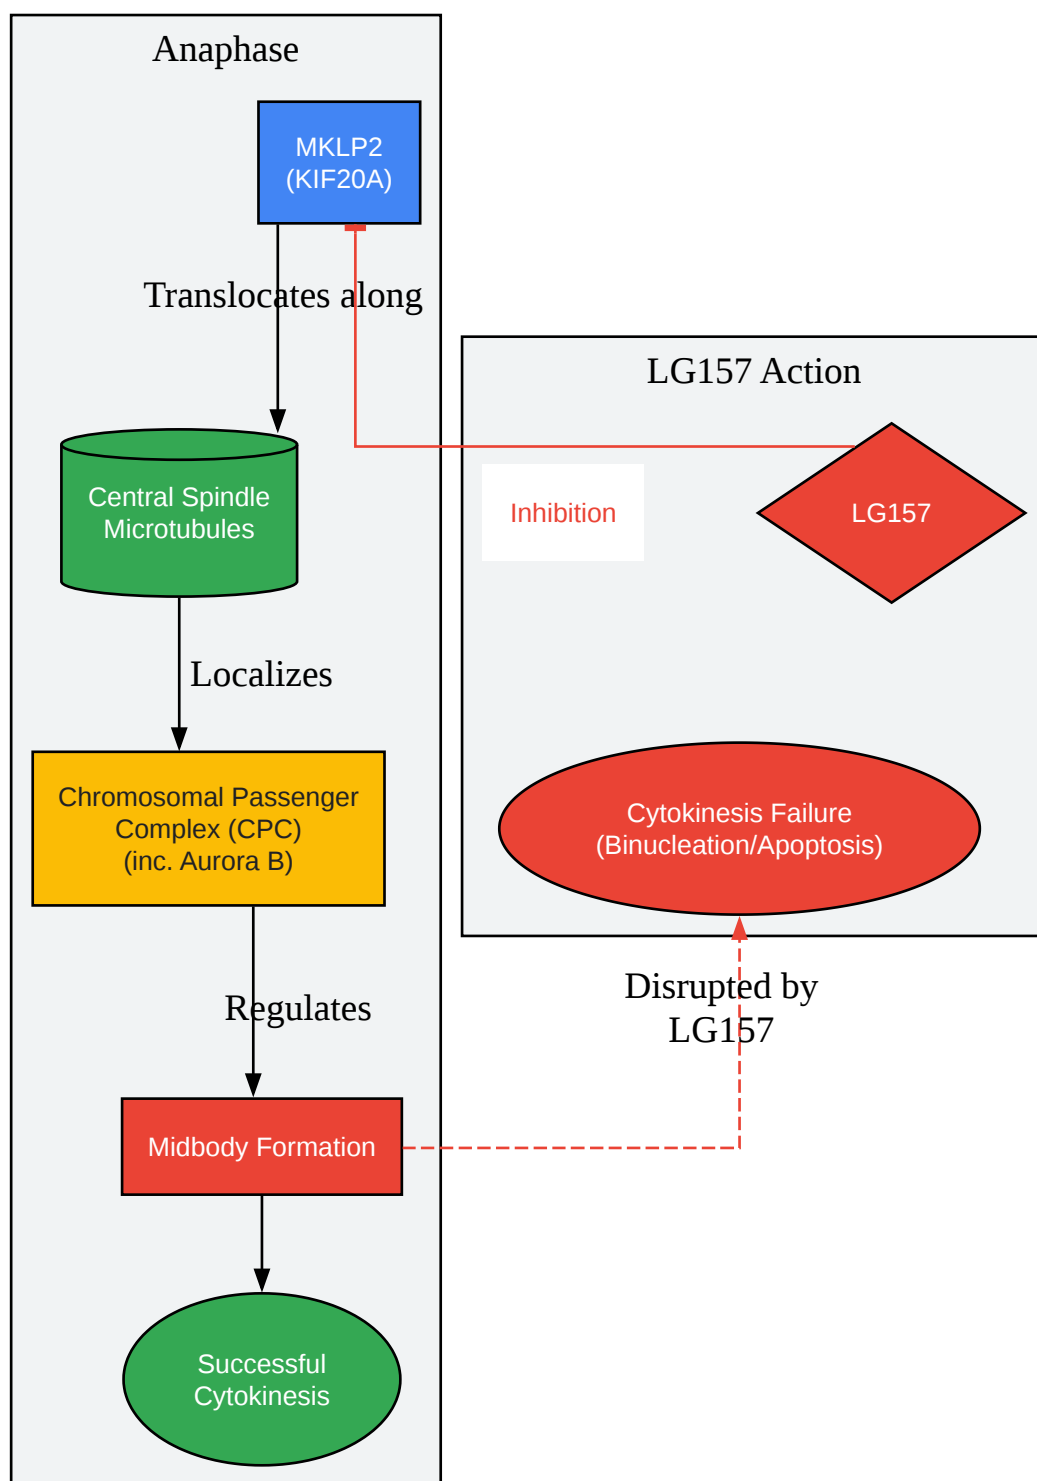 Anaphase
MKLP2
(KIF20A)
Translocates along
Central Spindle
Microtubules
Localizes
Chromosomal Passenger
Complex (CPC)
(inc. Aurora B)
Regulates
Midbody Formation
Successful
Cytokinesis
LG157 Action
Inhibition
LG157
Cytokinesis Failure
(Binucleation/Apoptosis)
Disrupted by
LG157